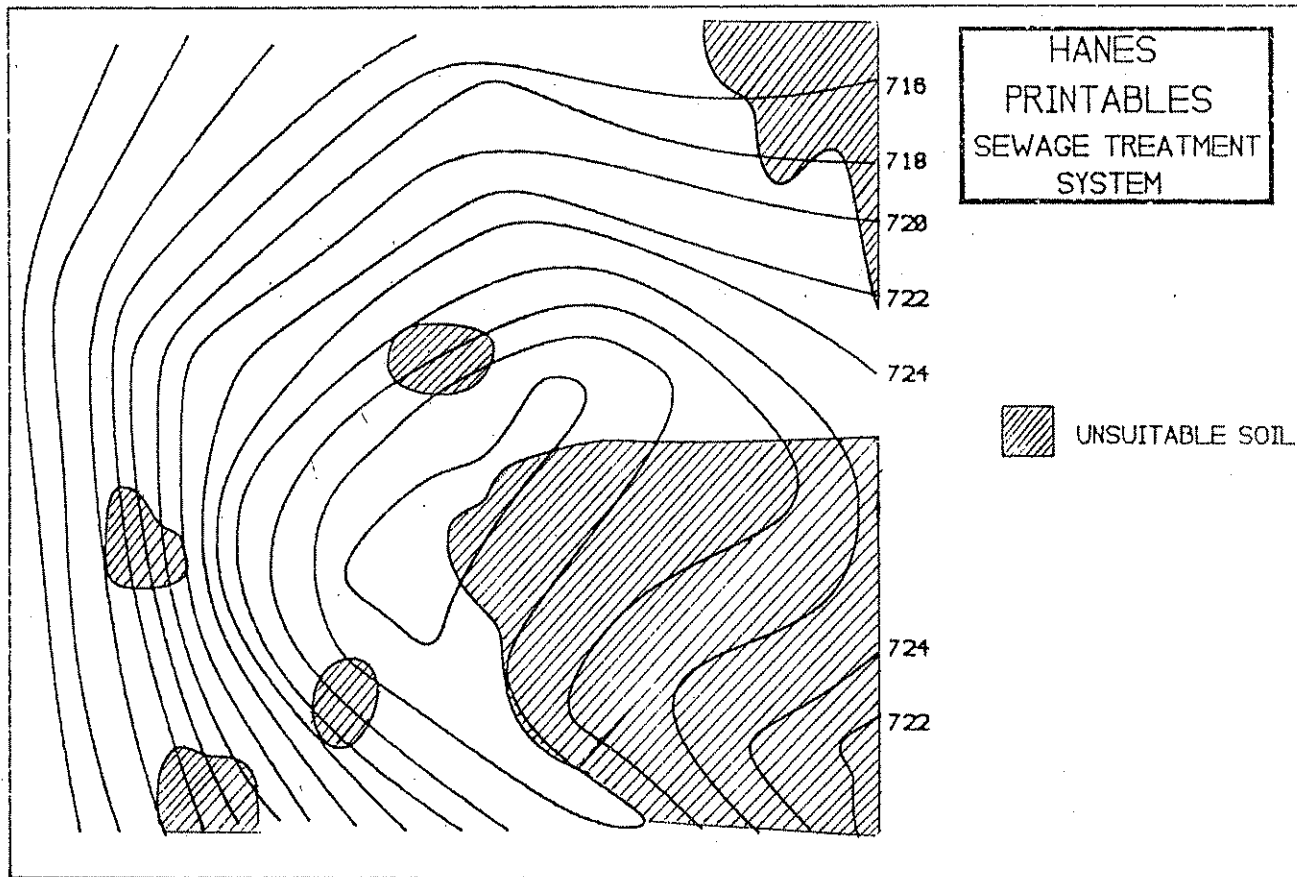 HANES
PRINTABLES
SEWAGE TREATMENT
SYSTEM
716
718
720
722
724
UNSUITABLE SOIL
724
722